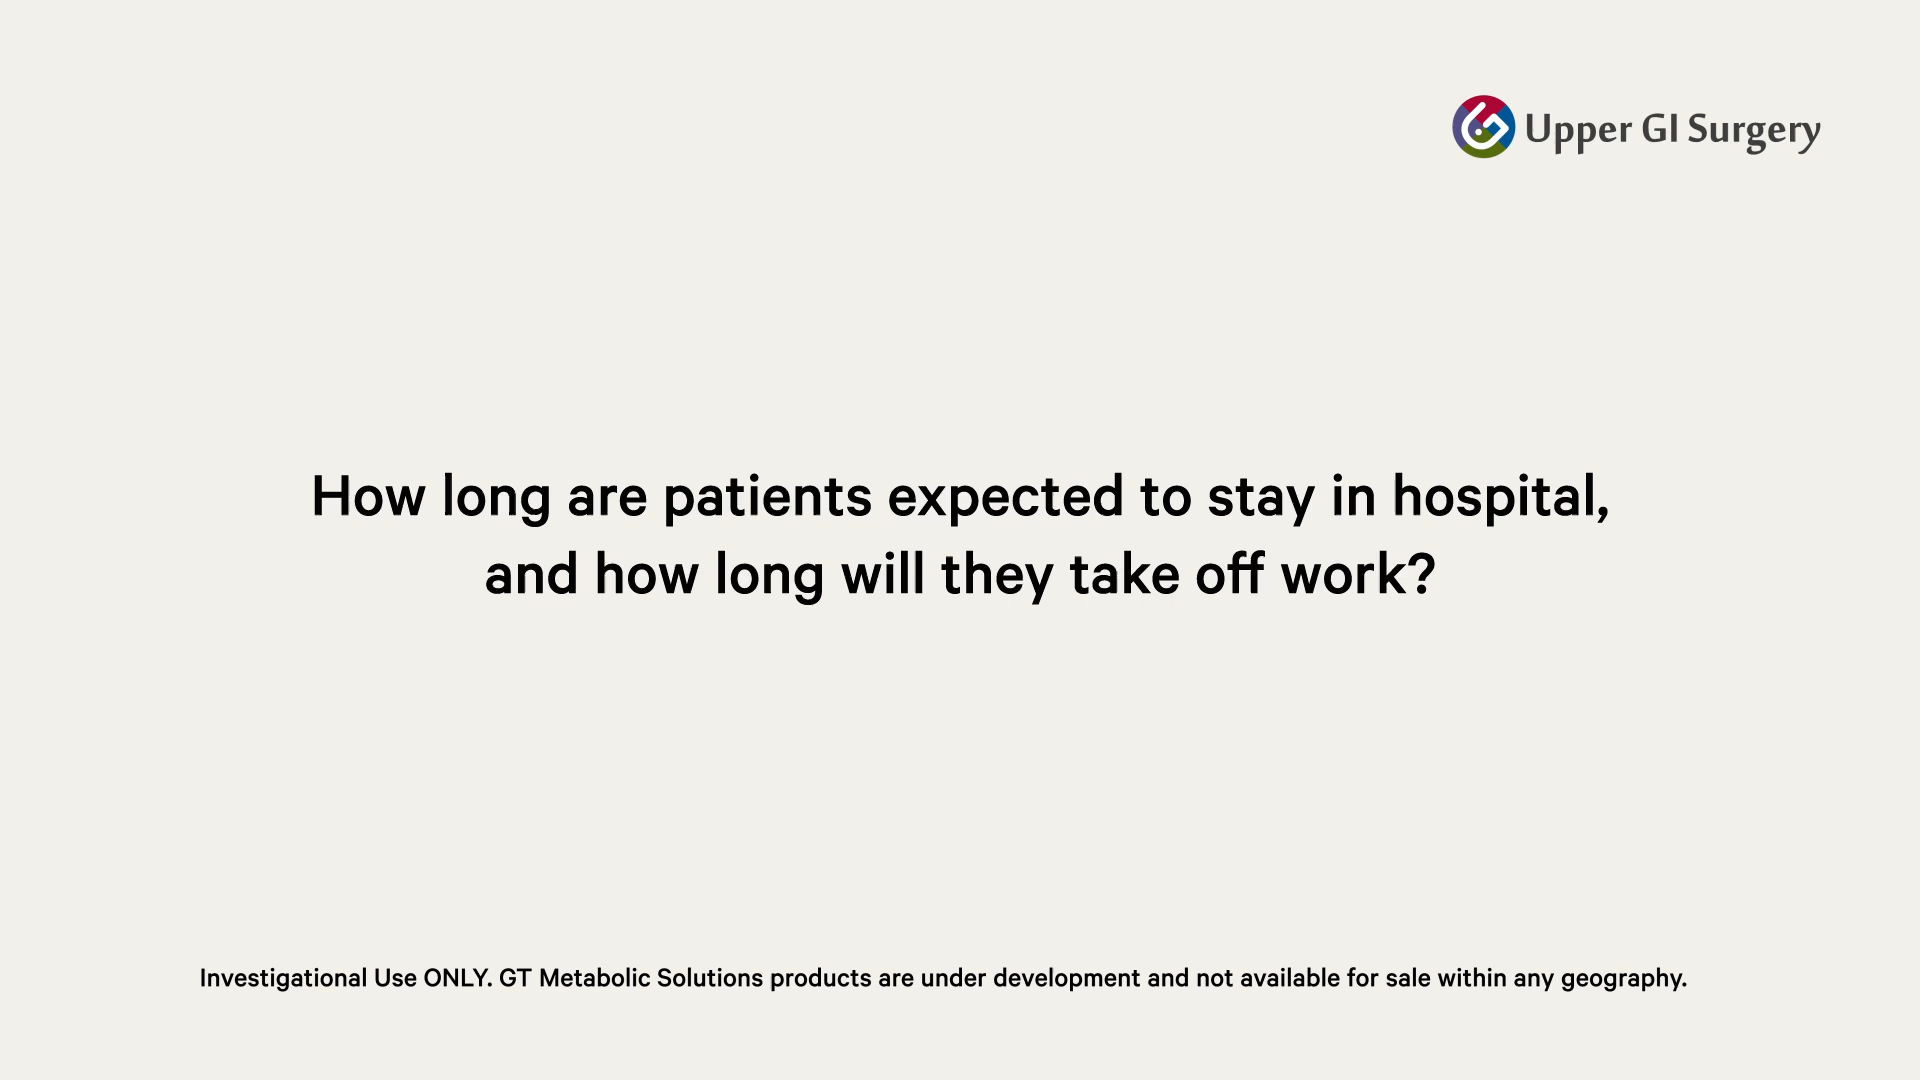 Upper GI Surgery
How long are patients expected to stay in hospital,
and how long will they take off work?
Investigational Use ONLY. GT Metabolic Solutions products are under development and not available for sale within any geography.